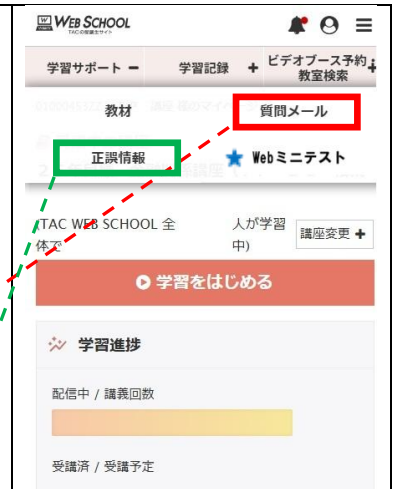 WEB SCHOOL
TACの受講生サイト
学習サポート − 学習記録 + ビデオブース予約・教室検索 +
教材 質問メール
正誤情報 ★ Webミニテスト
(TAC WEB SCHOOL 全体で 人が学習中)
講座変更 +
学習をはじめる
学習進捗
配信中 / 講義回数
受講済 / 受講予定